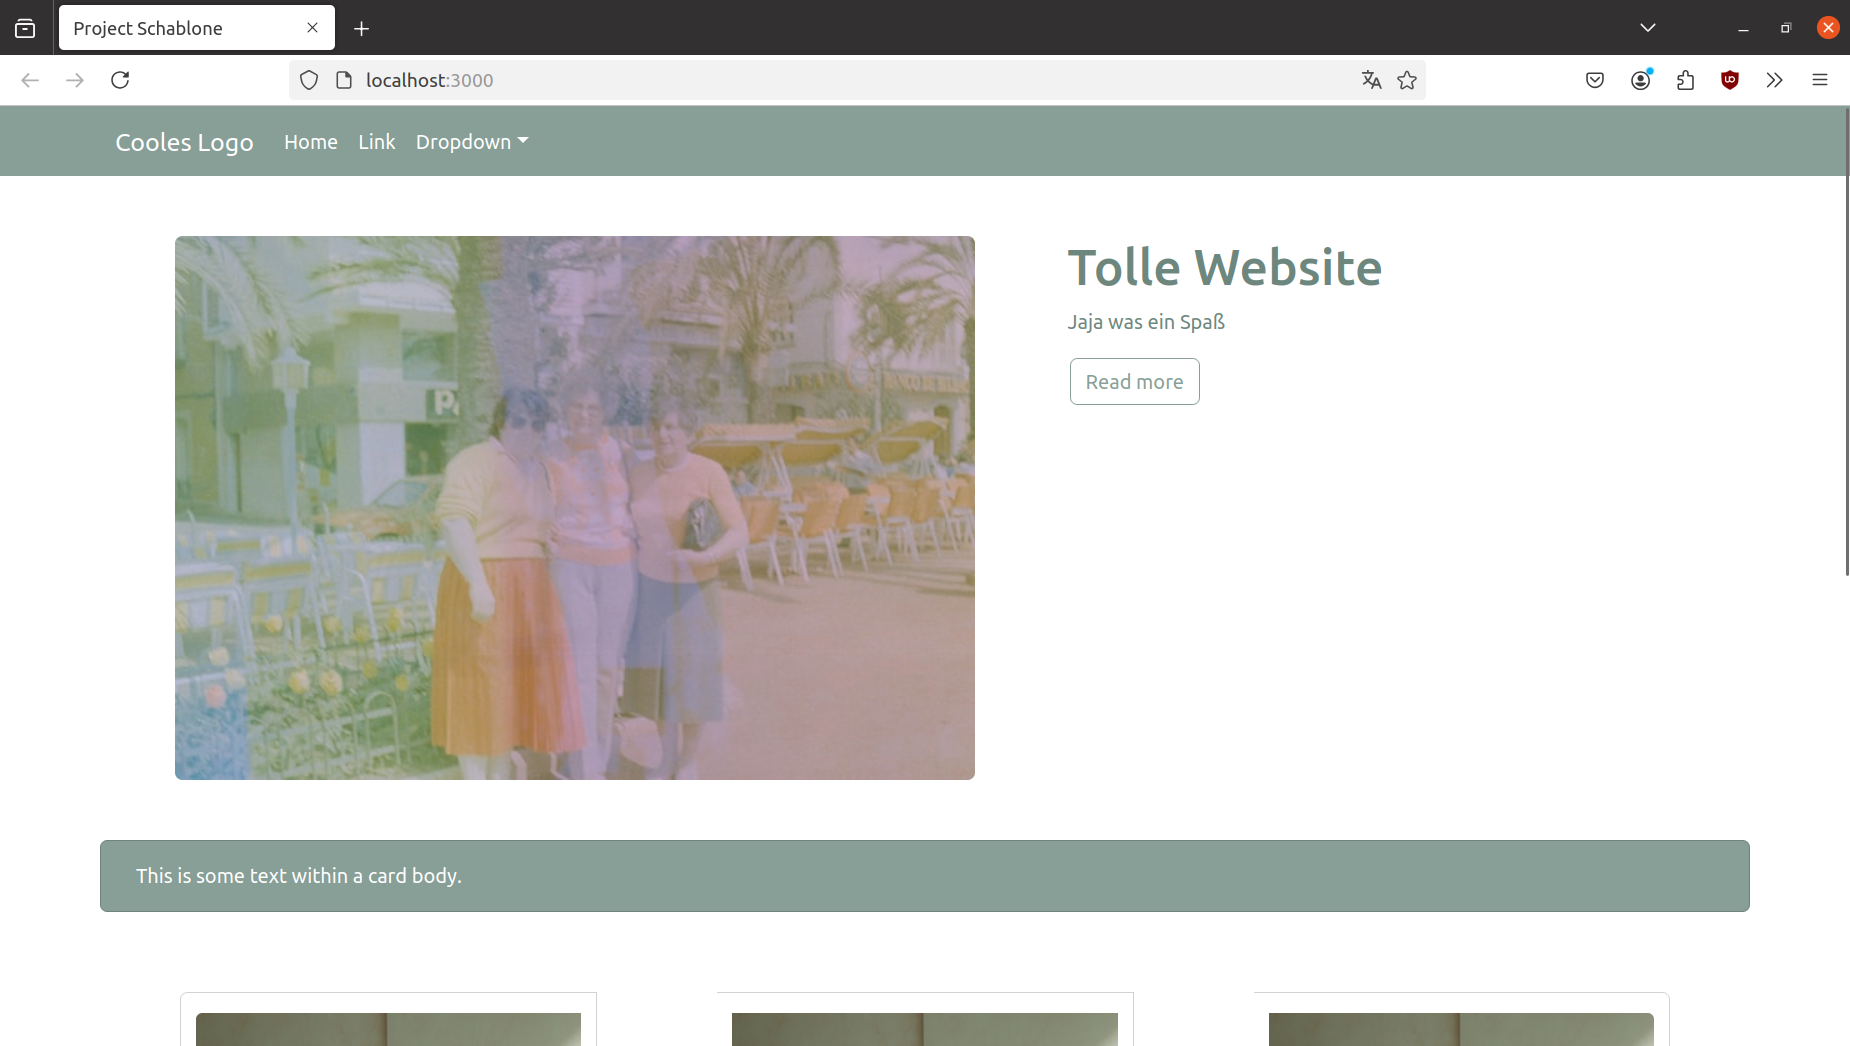 Project Schablone
localhost:3000
Cooles Logo Home Link Dropdown
Tolle Website
Jaja was ein Spaß
Read more
This is some text within a card body.